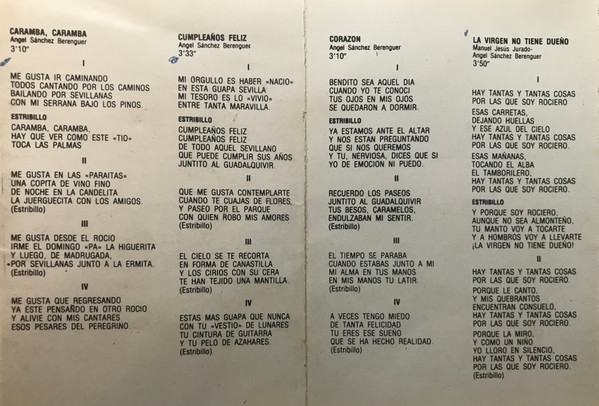 CARAMBA, CARAMBA
Angel Sánchez Berenguer
3'10"
I
ME GUSTA IR CAMINANDO
TODOS CANTANDO POR LOS CAMINOS
BAILANDO POR SEVILLANAS
CON MI SERRANA BAJO LOS PINOS.
ESTRIBILLO
CARAMBA, CARAMBA,
HAY QUE VER COMO ESTE «TIO»
TOCA LAS PALMAS
II
ME GUSTA EN LAS «PARAITAS»
UNA COPITA DE VINO FINO
DE NOCHE EN LA CANDELITA
LA JUERGUECITA CON LOS AMIGOS.
(Estribillo)
III
ME GUSTA DESDE EL ROCIO
IRME EL DOMINGO «PA» LA HIGUERITA
Y LUEGO, DE MADRUGADA,
POR SEVILLANAS JUNTO A LA ERMITA.
(Estribillo)
IV
ME GUSTA QUE REGRESANDO
YA ESTE PENSANDO EN OTRO ROCIO
Y ALIVIE CON MIS CANTARES
ESOS PESARES DEL PEREGRINO.
CUMPLEAÑOS FELIZ
Angel Sánchez Berenguer
3'33"
I
MI ORGULLO ES HABER «NACIO»
EN ESTA GUAPA SEVILLA
MI TESORO ES LO «VIVIO»
ENTRE TANTA MARAVILLA.
ESTRIBILLO
CUMPLEAÑOS FELIZ
CUMPLEAÑOS FELIZ
DE TODO AQUEL SEVILLANO
QUE PUEDE CUMPLIR SUS AÑOS
JUNTITO AL GUADALQUIVIR.
II
QUE ME GUSTA CONTEMPLARTE
CUANDO TE CUAJAS DE FLORES,
Y PASEO POR EL PARQUE
CON QUIEN ROBO MIS AMORES
(Estribillo)
III
EL CIELO SE TE RECORTA
EN FORMA DE CANASTILLA
Y LOS CIRIOS CON SU CERA
TE HAN TEJIDO UNA MANTILLA.
(Estribillo)
IV
ESTAS MAS GUAPA QUE NUNCA
CON TU «VESTIO» DE LUNARES
TU CINTURA DE GUITARRA
Y TU PELO DE AZAHARES.
(Estribillo)
CORAZON
Angel Sánchez Berenguer
3'10"
I
BENDITO SEA AQUEL DIA
CUANDO YO TE CONOCI
TUS OJOS EN MIS OJOS
SE QUEDARON A DORMIR.
ESTRIBILLO
YA ESTAMOS ANTE EL ALTAR
Y NOS ESTAN PREGUNTANDO
QUE SI NOS QUEREMOS
Y TU, NERVIOSA, DICES QUE SI
YO DE EMOCION NI PUEDO.
II
RECUERDO LOS PASEOS
JUNTITO AL GUADALQUIVIR
TUS BESOS, CARAMELOS,
ENDULZABAN MI SENTIR.
(Estribillo)
III
EL TIEMPO SE PARABA
CUANDO ESTABAS JUNTO A MI
MI ALMA EN TUS MANOS
EN MIS MANOS TU LATIR.
(Estribillo)
IV
A VECES TENGO MIEDO
DE TANTA FELICIDAD
TU ERES ESE SUEÑO
QUE SE HA HECHO REALIDAD.
(Estribillo)
LA VIRGEN NO TIENE DUEÑO
Manuel Jesús Jurado-
Angel Sánchez Berenguer
3'50"
I
HAY TANTAS Y TANTAS COSAS
POR LAS QUE SOY ROCIERO
ESAS CARRETAS,
DEJANDO HUELLAS
Y ESE AZUL DEL CIELO
HAY TANTAS Y TANTAS COSAS
POR LAS QUE SOY ROCIERO.
ESAS MAÑANAS,
TOCANDO EL ALBA
EL TAMBORILERO,
HAY TANTAS Y TANTAS COSAS
POR LAS QUE SOY ROCIERO.
ESTRIBILLO
Y PORQUE SOY ROCIERO,
AUNQUE NO SEA ALMONTEÑO,
TU MANTO VOY A TOCARTE
Y A HOMBROS VOY A LLEVARTE
¡LA VIRGEN NO TIENE DUEÑO!
II
HAY TANTAS Y TANTAS COSAS
POR LAS QUE SOY ROCIERO
PORQUE LE CANTO,
Y MIS QUEBRANTOS
ENCUENTRAN CONSUELO,
HAY TANTAS Y TANTAS COSAS
POR LAS QUE SOY ROCIERO.
PORQUE LA MIRO,
Y COMO UN NIÑO
YO LLORO EN SILENCIO,
HAY TANTAS Y TANTAS COSAS
POR LAS QUE SOY ROCIERO.
(Estribillo)